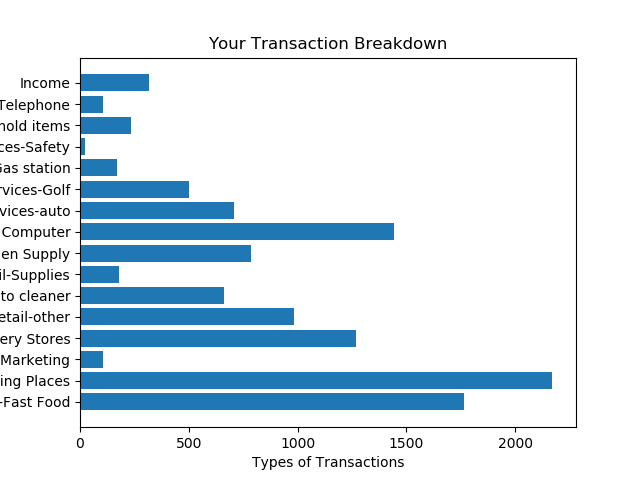 Your Transaction Breakdown
Income
Telephone
hold items
ces-Safety
Gas station
rvices-Golf
vices-auto
Computer
en Supply
il-Supplies
to cleaner
etail-other
ery Stores
Marketing
ing Places
-Fast Food
0 500 1000 1500 2000
Types of Transactions